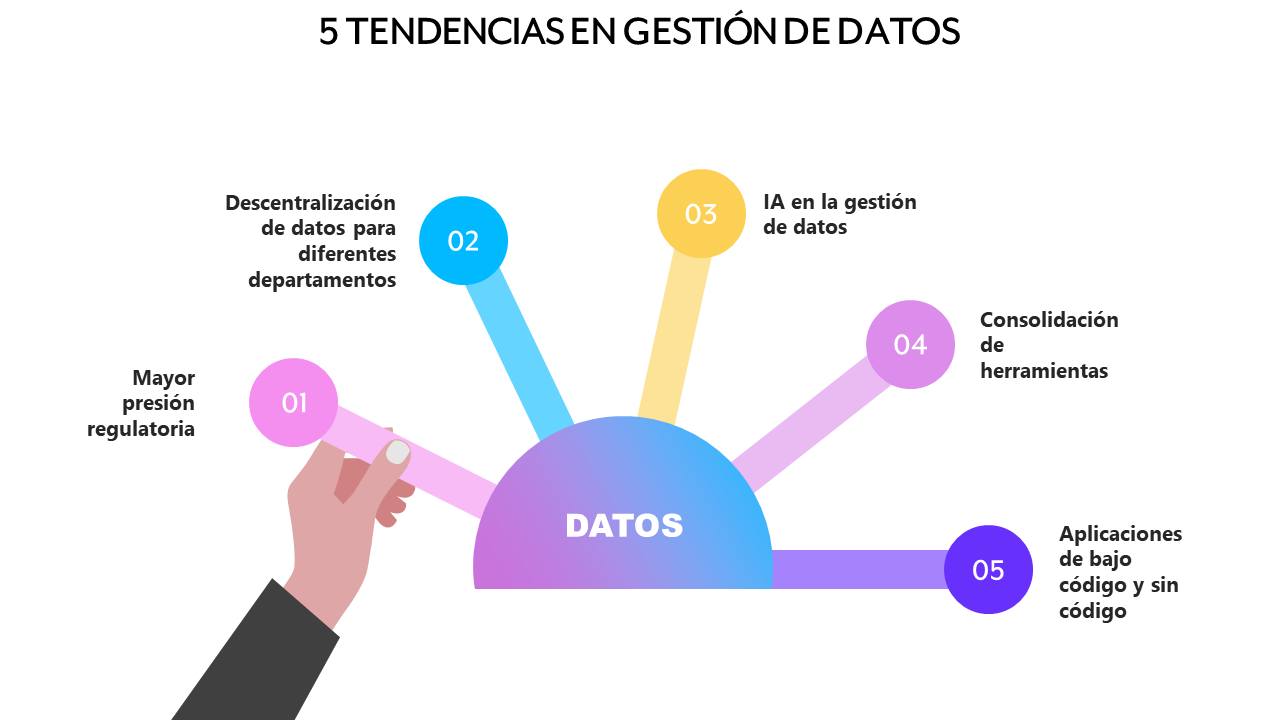 5 TENDENCIAS EN GESTIÓN DE DATOS
01
Mayor
presión
regulatoria
02
Descentralización
de datos para
diferentes
departamentos
03
IA en la gestión
de datos
04
Consolidación
de
herramientas
05
Aplicaciones
de bajo
código y sin
código
DATOS